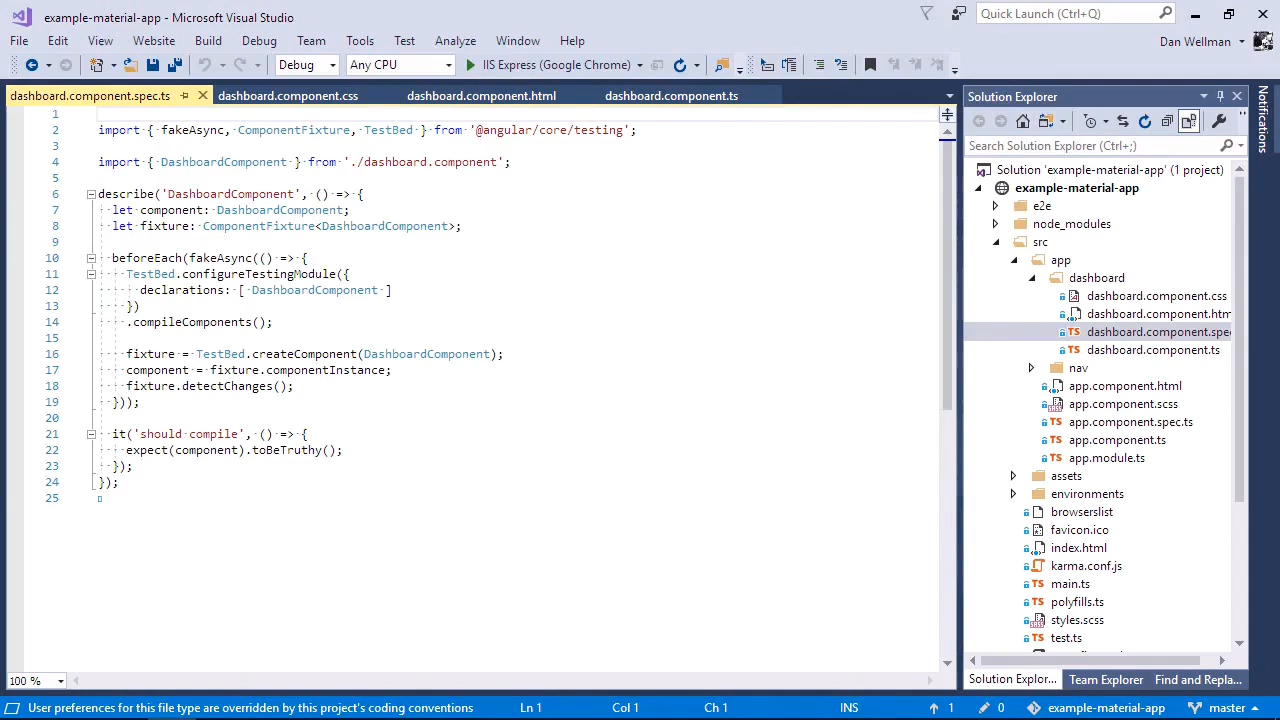 example-material-app - Microsoft Visual Studio
Quick Launch (Ctrl+Q)
File Edit View Website Build Debug Team Tools Test Analyze Window Help
Dan Wellman
Debug Any CPU IIS Express (Google Chrome)
dashboard.component.spec.ts dashboard.component.css dashboard.component.html dashboard.component.ts
1
2 import { fakeAsync, ComponentFixture, TestBed } from '@angular/core/testing';
3
4 import { DashboardComponent } from './dashboard.component';
5
6 describe('DashboardComponent', () => {
7 let component: DashboardComponent;
8 let fixture: ComponentFixture<DashboardComponent>;
9
10 beforeEach(fakeAsync(() => {
11 TestBed.configureTestingModule({
12 declarations: [ DashboardComponent ]
13 })
14 .compileComponents();
15
16 fixture = TestBed.createComponent(DashboardComponent);
17 component = fixture.componentInstance;
18 fixture.detectChanges();
19 }));
20
21 it('should compile', () => {
22 expect(component).toBeTruthy();
23 });
24 });
25
100 %
Solution Explorer
Search Solution Explorer (Ctrl+;)
Solution 'example-material-app' (1 project)
example-material-app
e2e
node_modules
src
app
dashboard
dashboard.component.css
dashboard.component.htm
dashboard.component.spe
dashboard.component.ts
nav
app.component.html
app.component.scss
app.component.spec.ts
app.component.ts
app.module.ts
assets
environments
browserslist
favicon.ico
index.html
karma.conf.js
main.ts
polyfills.ts
styles.scss
test.ts
Solution Explor... Team Explorer Find and Repla...
Notifications
User preferences for this file type are overridden by this project's coding conventions Ln 1 Col 1 Ch 1 INS 1 0 example-material-app master